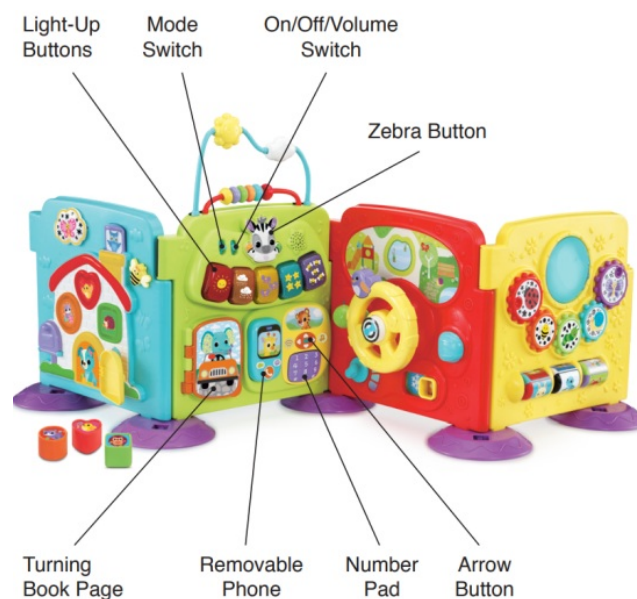 Light-Up
Buttons
Mode
Switch
On/Off/Volume
Switch
Zebra Button
Turning
Book Page
Removable
Phone
Number
Pad
Arrow
Button